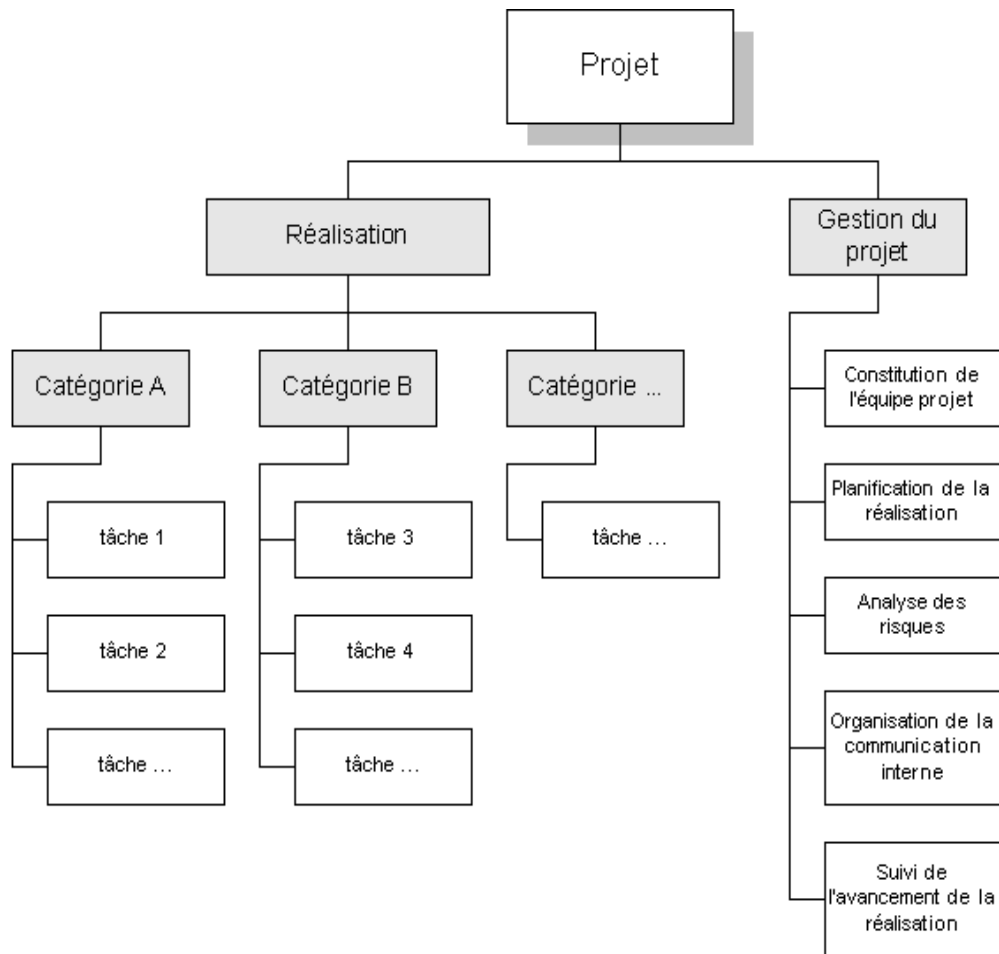 Projet
Réalisation
Gestion du
projet
Catégorie A
Catégorie B
Catégorie ...
Constitution de
l'équipe projet
Planification de la
réalisation
tâche 1
tâche 3
tâche ...
Analyse des
risques
tâche 2
tâche 4
Organisation de la
communication
interne
tâche ...
tâche ...
Suivi de
l'avancement de la
réalisation